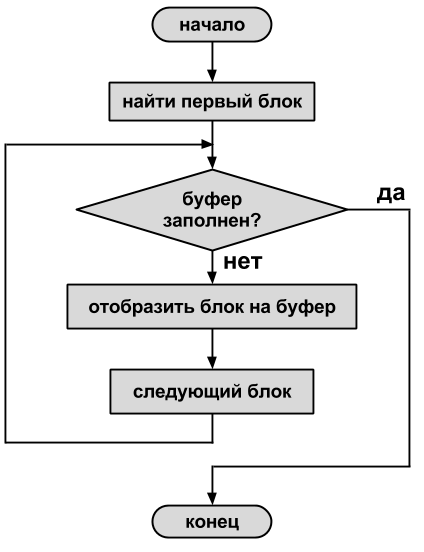 начало
найти первый блок
буфер
заполнен?
да
нет
отобразить блок на буфер
следующий блок
конец